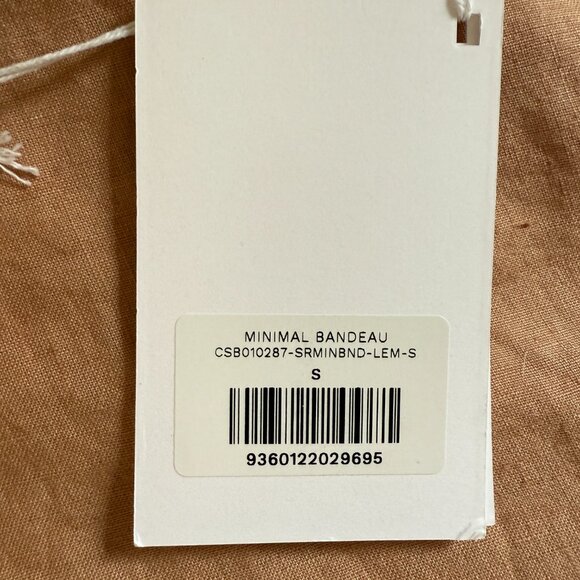 MINIMAL BANDEAU
CSB010287-SRMINBND-LEM-S
S
9360122029695